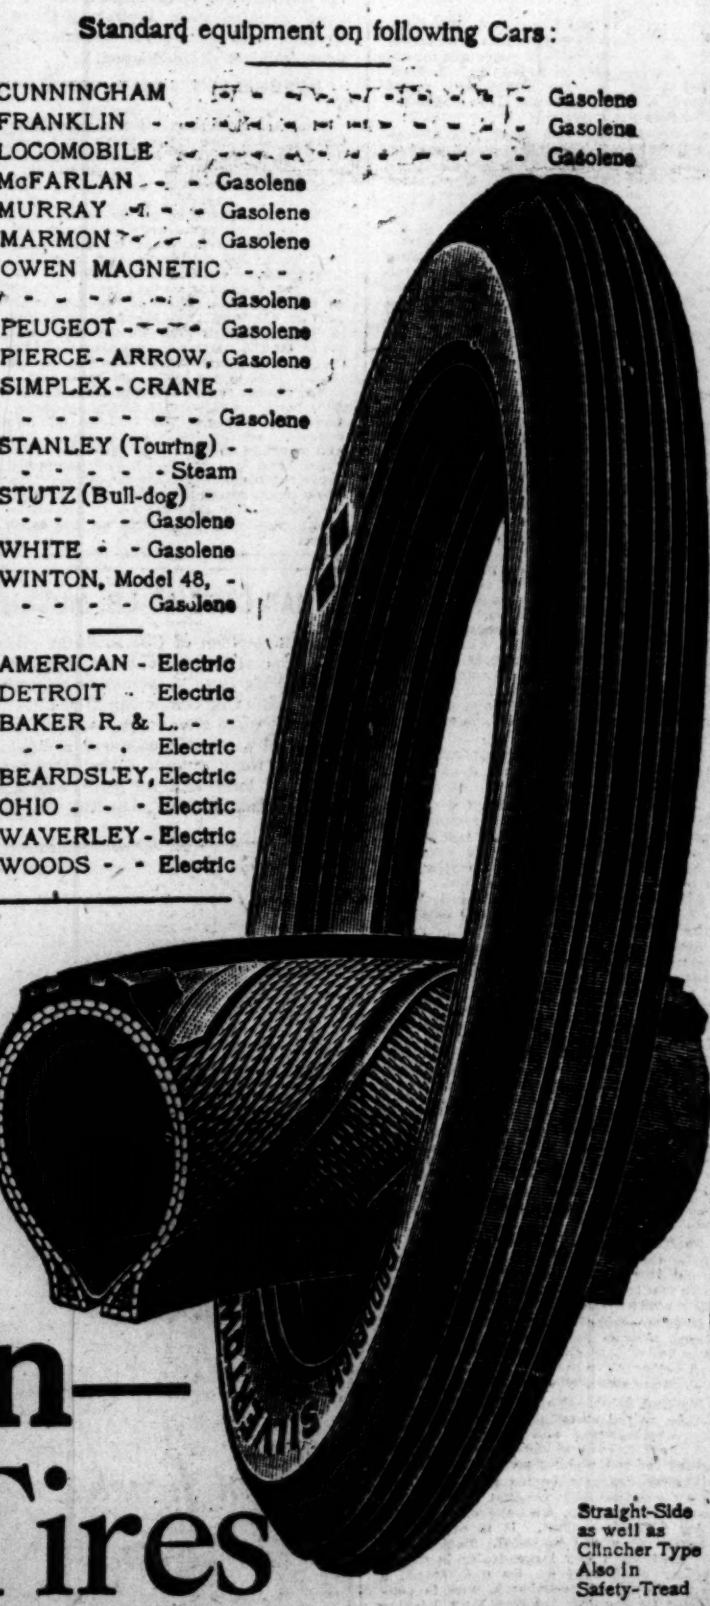 Standard equipment on following Cars:
CUNNINGHAM - - - - - - - - Gasolene
FRANKLIN - - - - - - - - - Gasolene
LOCOMOBILE - - - - - - - - Gasolene
McFARLAN - - - Gasolene
MURRAY - - - Gasolene
MARMON - - - Gasolene
OWEN MAGNETIC - - -
- - - - - - - Gasolene
PEUGEOT - - - - Gasolene
PIERCE-ARROW, Gasolene
SIMPLEX-CRANE - -
- - - - - - Gasolene
STANLEY (Touring) -
- - - - - Steam
STUTZ (Bull-dog) -
- - - - Gasolene
WHITE - - Gasolene
WINTON, Model 48, -
- - - - Gasolene
AMERICAN - Electric
DETROIT - Electric
BAKER R. & L. - -
- - - - Electric
BEARDSLEY, Electric
OHIO - - - Electric
WAVERLEY - Electric
WOODS - - Electric
GOODRICH SILVERTOWN
n—
Tires
Straight-Side
as well as
Clincher Type
Also in
Safety-Tread